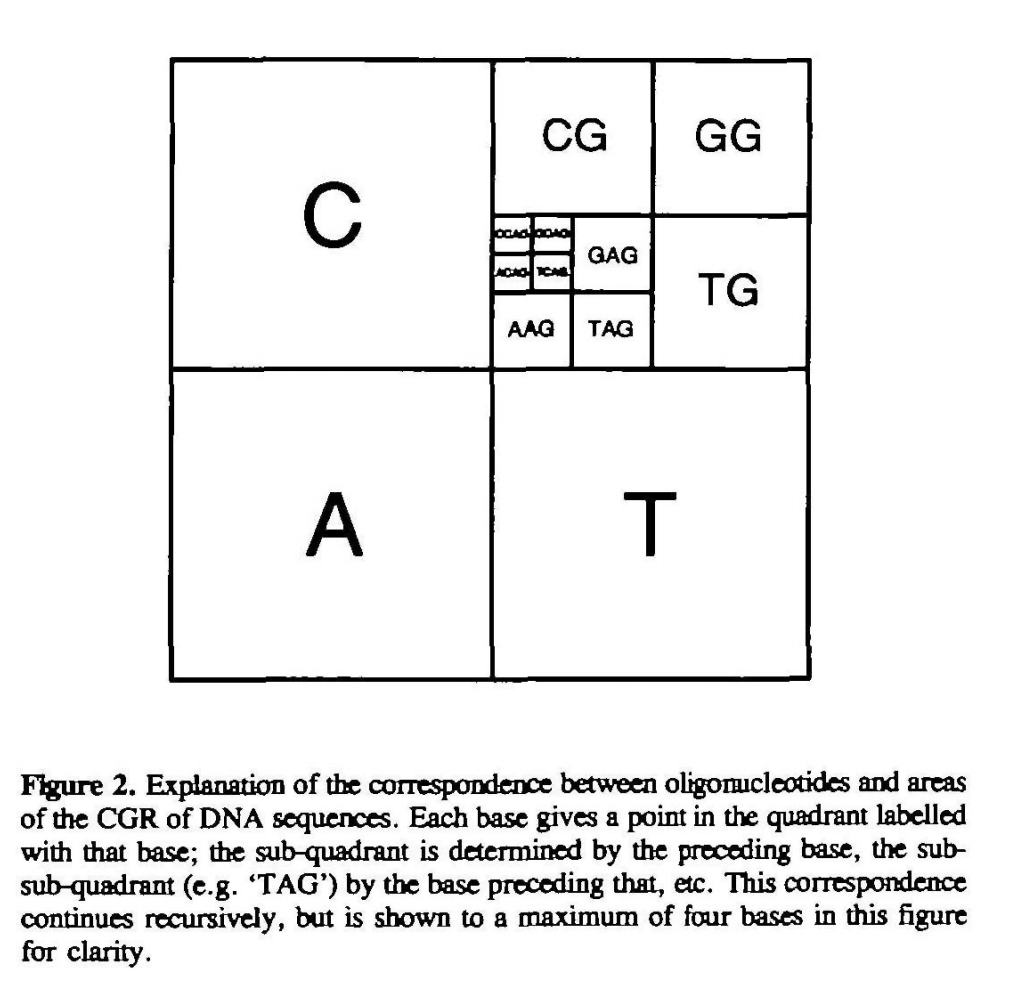 CG GG
C
CCAG GCAG
GAG
ACAG TCAG
TG
AAG TAG
A T
Figure 2. Explanation of the correspondence between oligonucleotides and areas
of the CGR of DNA sequences. Each base gives a point in the quadrant labelled
with that base; the sub-quadrant is determined by the preceding base, the sub-
sub-quadrant (e.g. ‘TAG’) by the base preceding that, etc. This correspondence
continues recursively, but is shown to a maximum of four bases in this figure
for clarity.